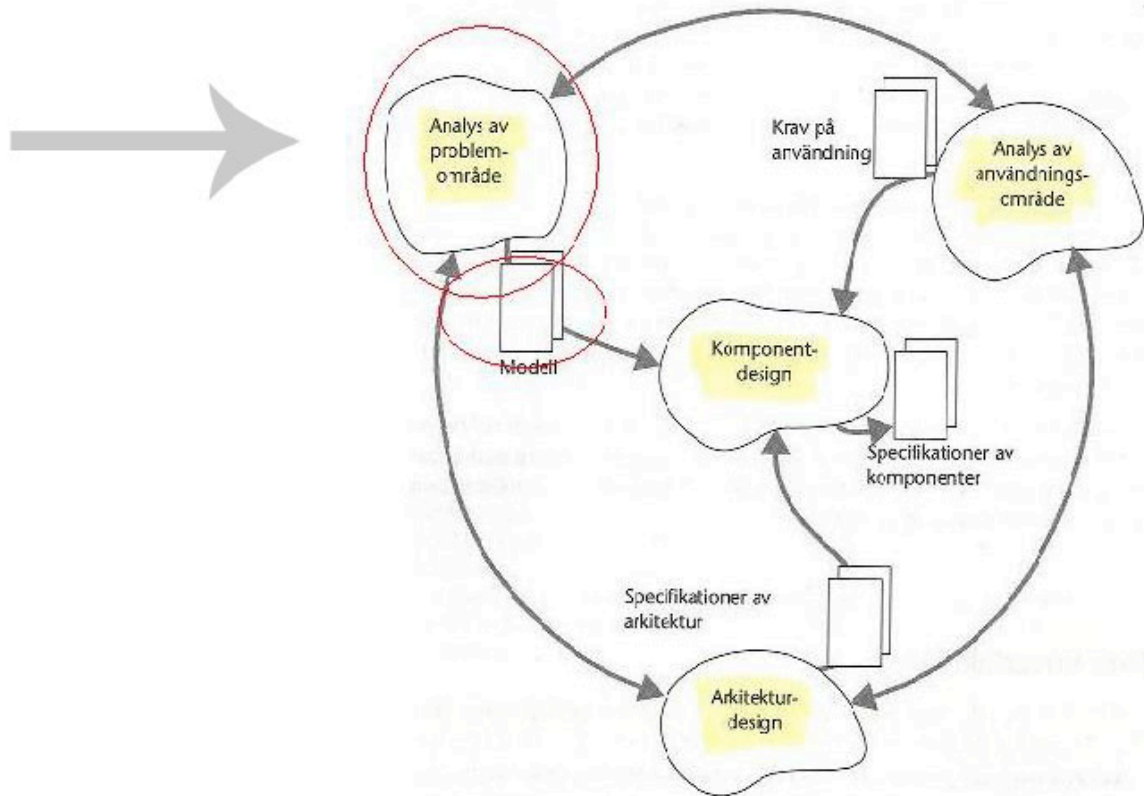 Analys av
problem-
område
Krav på
användning
Analys av
användnings-
område
Modell
Komponent-
design
Specifikationer av
komponenter
Specifikationer av
arkitektur
Arkitektur-
design